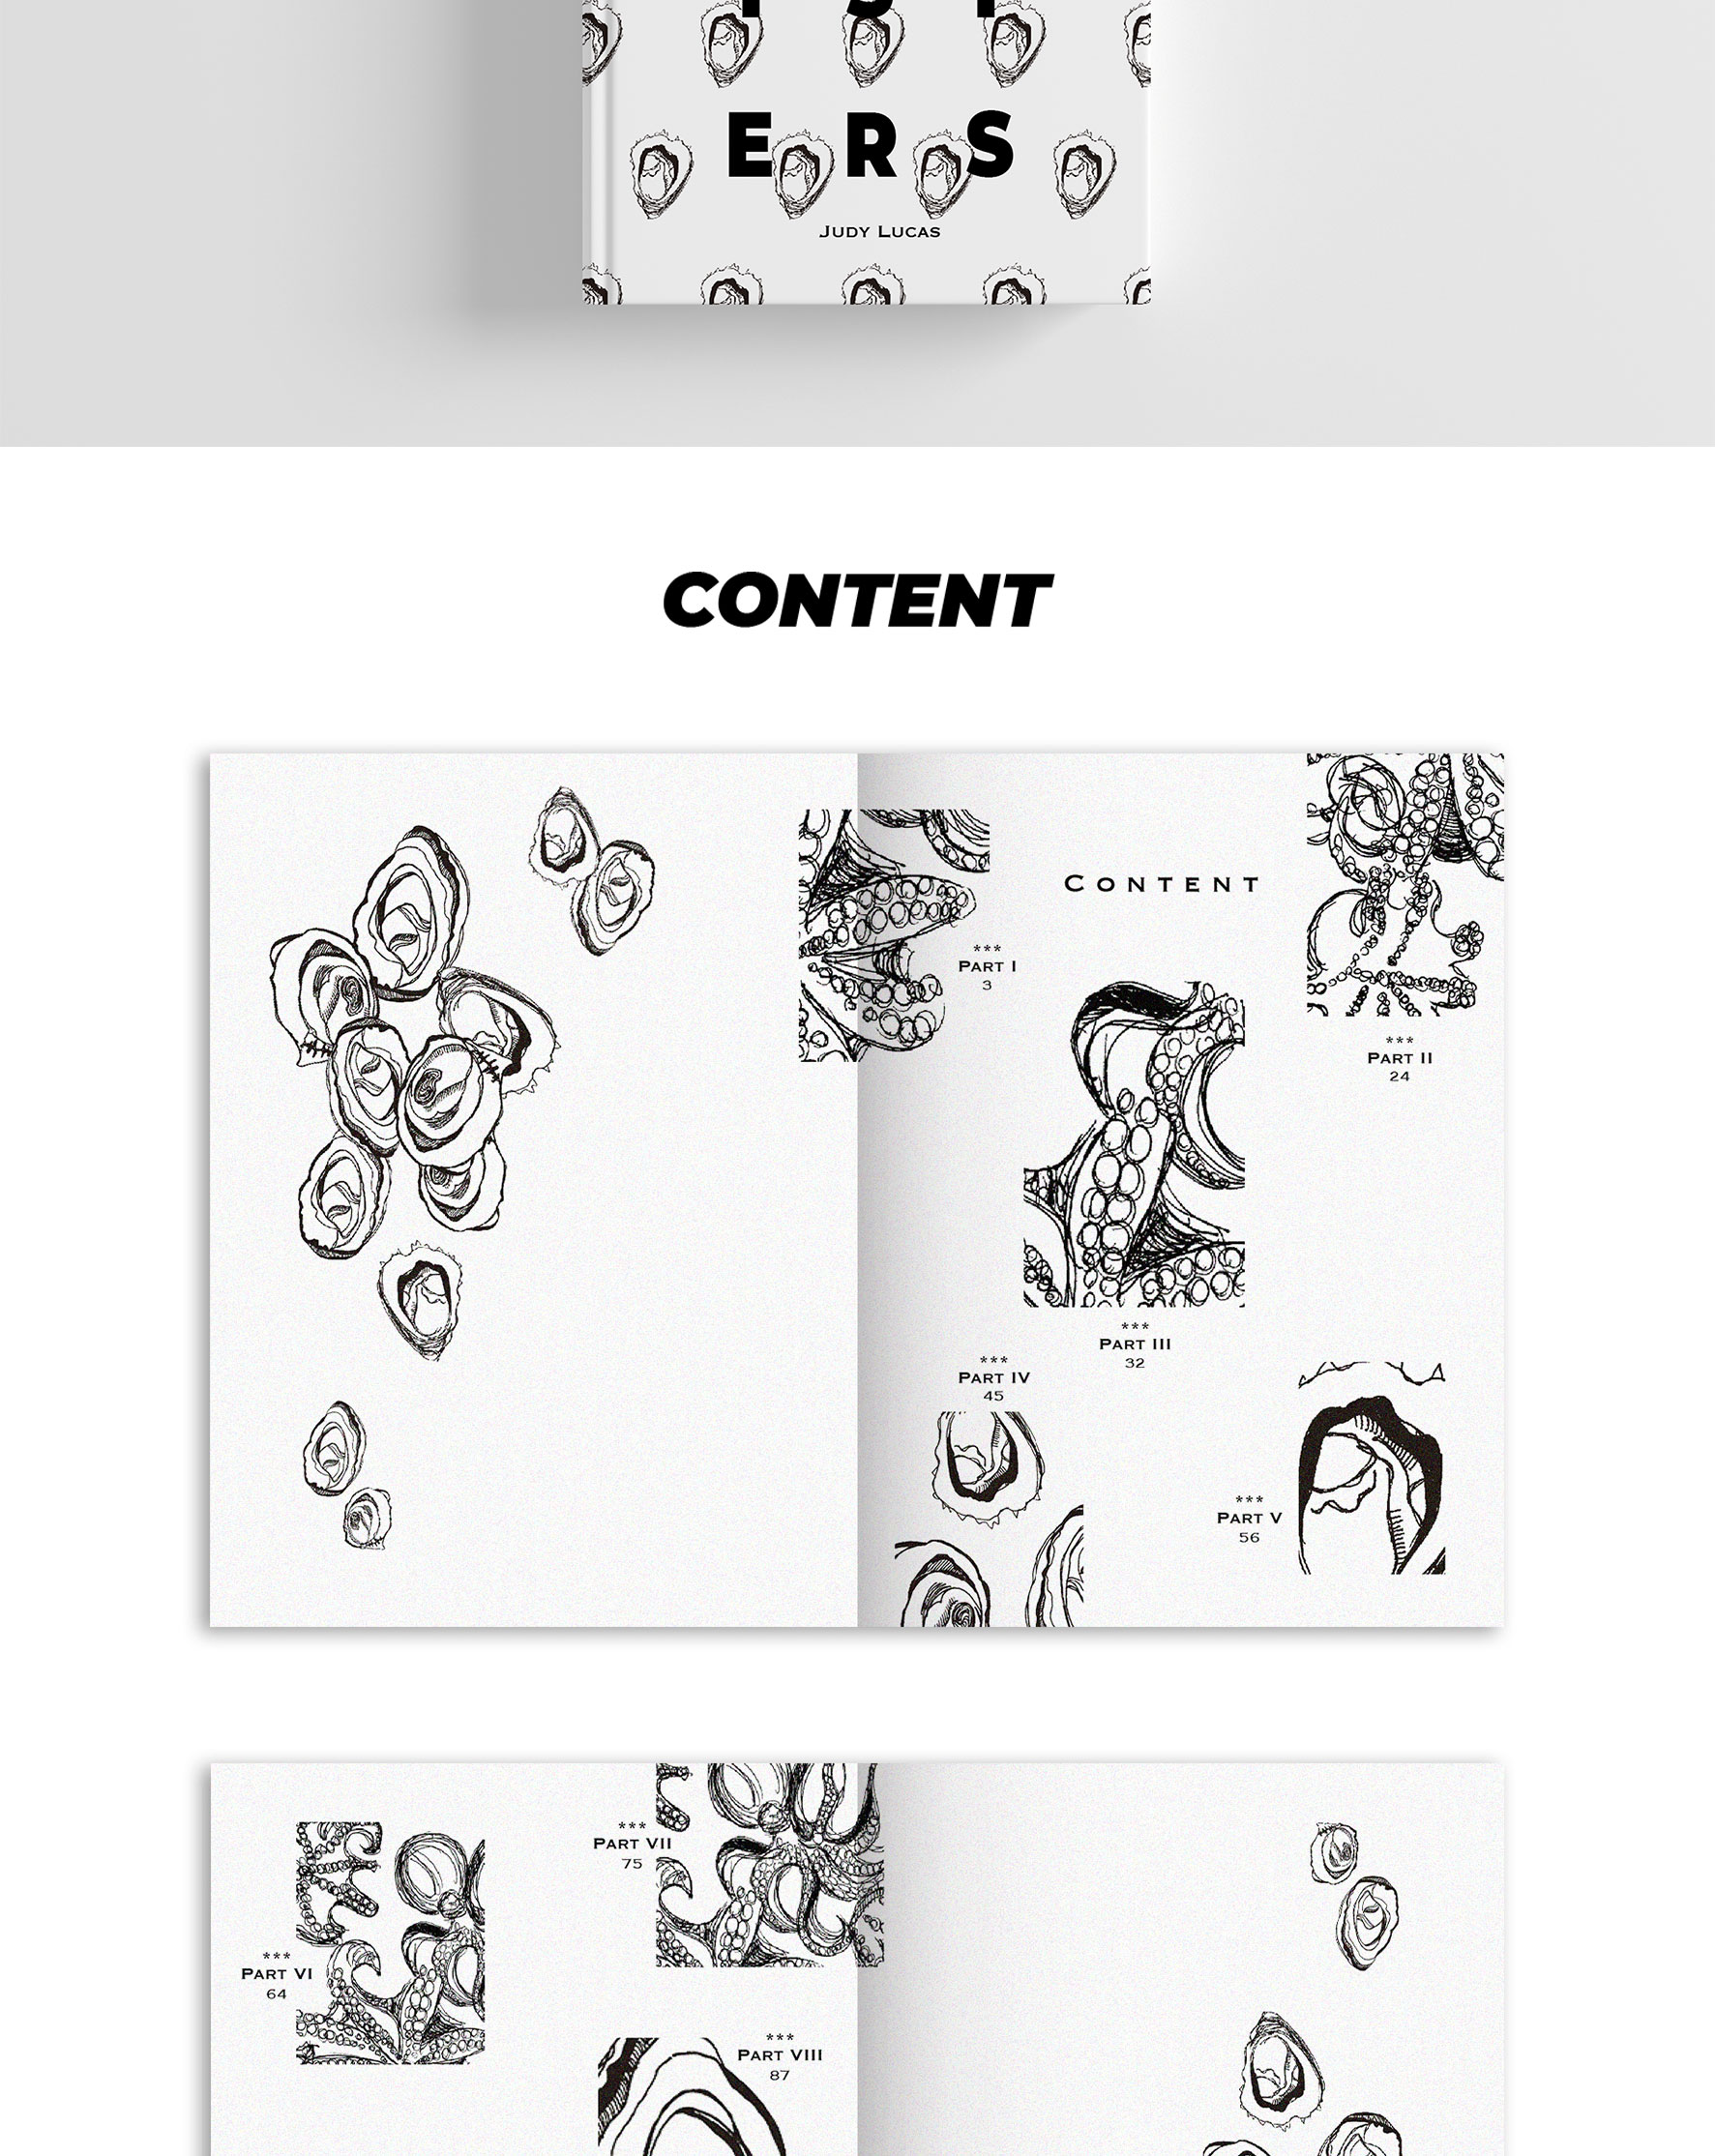 E R S
JUDY LUCAS
CONTENT
CONTENT
***
PART I
3
***
PART II
24
***
PART III
32
***
PART IV
45
***
PART V
56
***
PART VI
64
***
PART VII
75
***
PART VIII
87